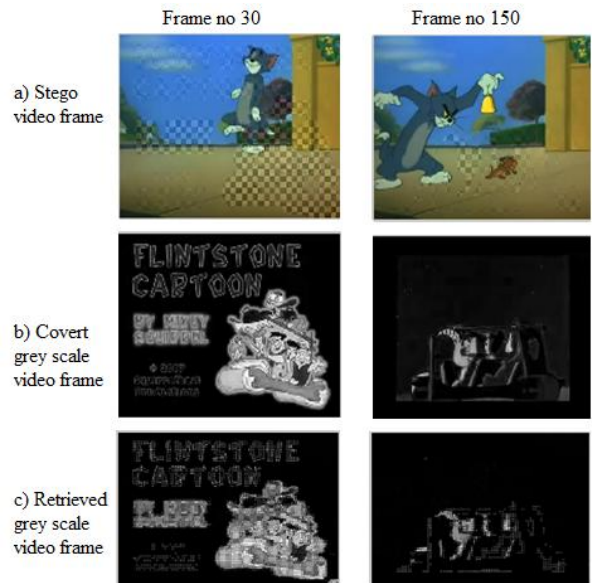 Frame no 30
Frame no 150
a) Stego
video frame
FLINTSTONE
CARTOON
© 2007
b) Covert
grey scale
video frame
FLINTSTONE
CARTOON
c) Retrieved
grey scale
video frame